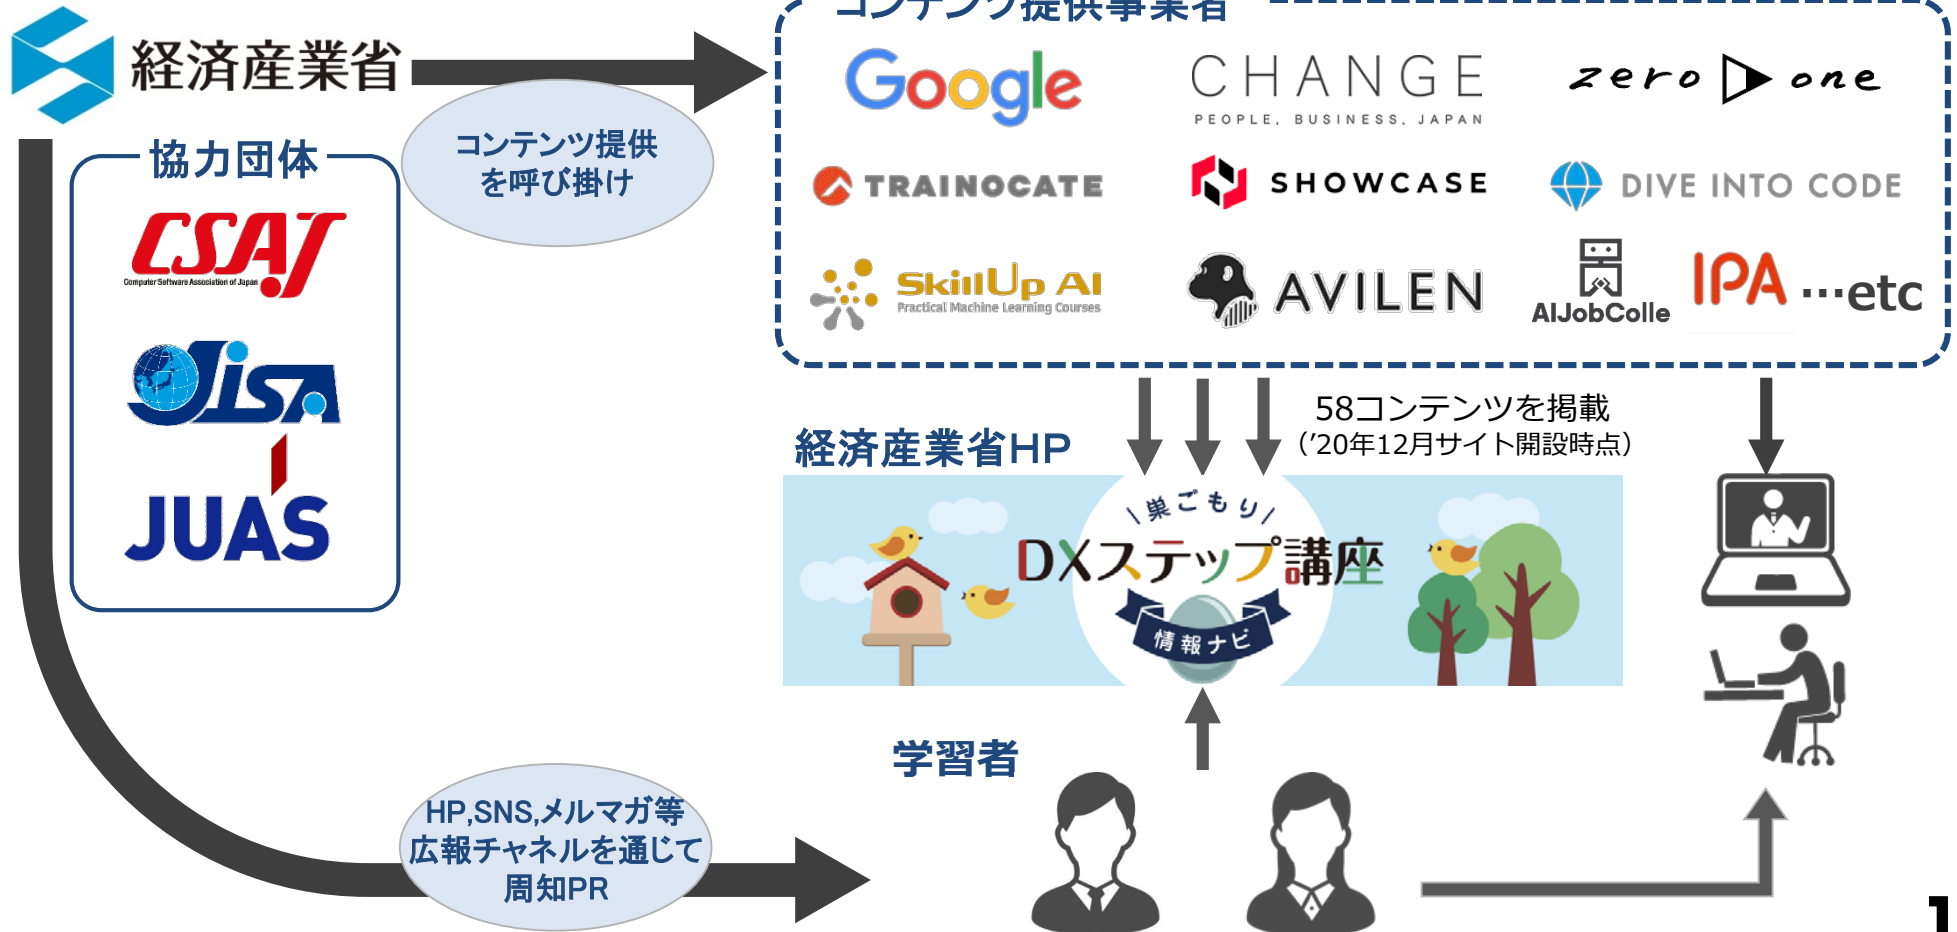 コンテンツ提供事業者
経済産業省
コンテンツ提供
を呼び掛け
Google
CHANGE
PEOPLE, BUSINESS, JAPAN
zero one
TRAINOCATE
SHOWCASE
DIVE INTO CODE
SkillUp AI
Practical Machine Learning Courses
AVILEN
AIJobColle
IPA
…etc
協力団体
CSAJ
Computer Software Association of Japan
JiSA
JUAS
58コンテンツを掲載
（’20年12月サイト開設時点）
経済産業省HP
\巣ごもり/
DXステップ講座
情報ナビ
学習者
HP,SNS,メルマガ等
広報チャネルを通じて
周知PR
1